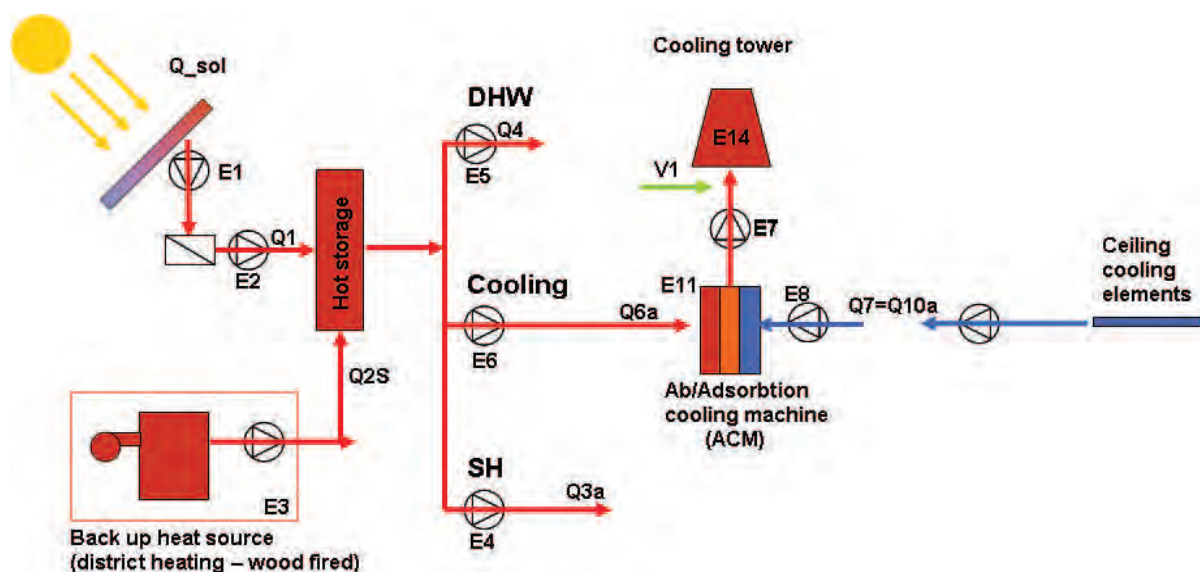 Q_sol
E1
E2
Q1
Hot storage
Q2S
E3
Back up heat source
(district heating – wood fired)
DHW
Q4
E5
Cooling
E6
Q6a
SH
E4
Q3a
Cooling tower
E14
V1
E7
E11
E8
Q7=Q10a
Ab/Adsorbtion
cooling machine
(ACM)
Ceiling
cooling
elements